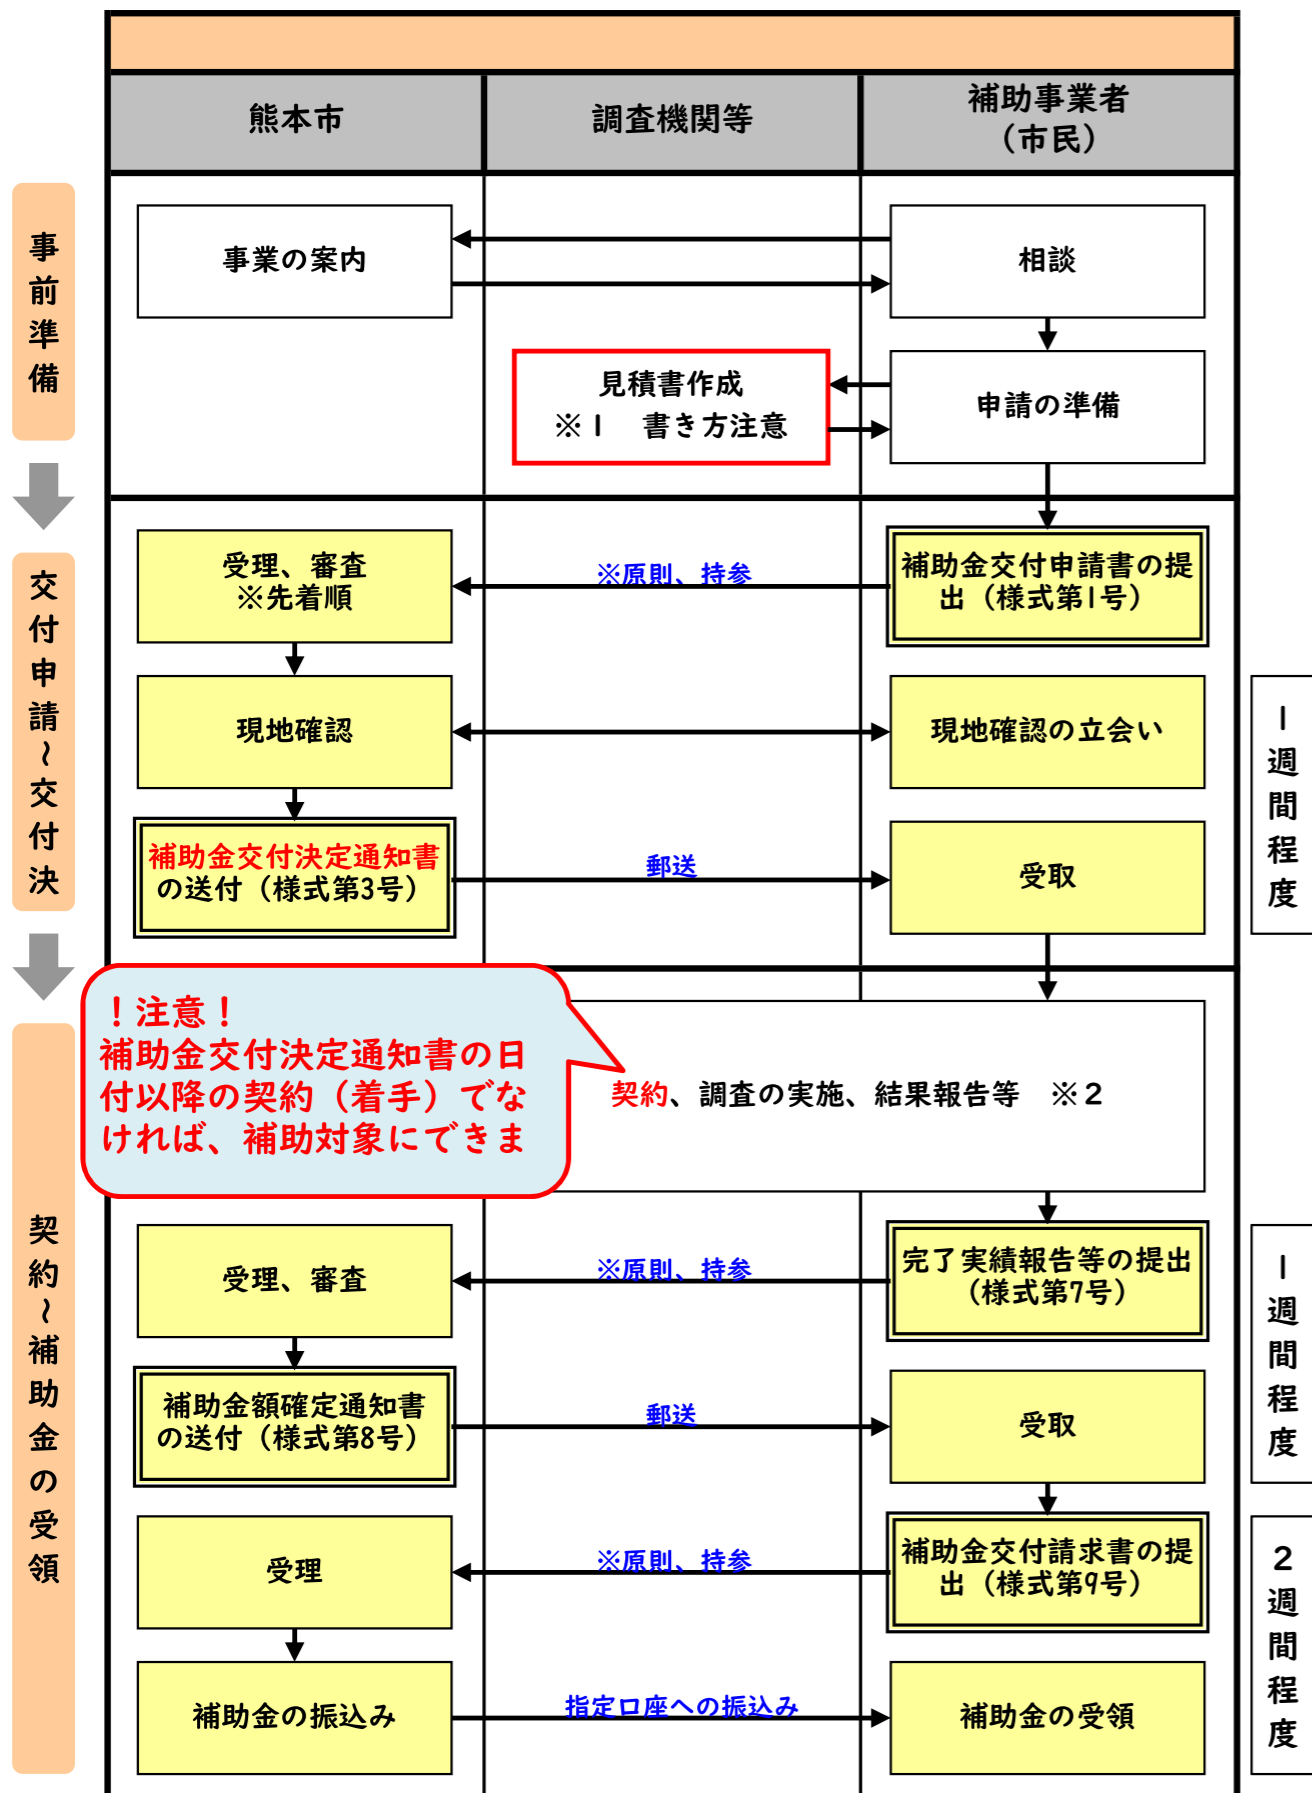 熊本市
調査機関等
補助事業者
(市民)
事前準備
事業の案内
相談
見積書作成
※1　書き方注意
申請の準備
交付申請~交付決
受理、審査
※先着順
※原則、持参
補助金交付申請書の提
出（様式第1号）
現地確認
現地確認の立会い
1週間程度
補助金交付決定通知書
の送付（様式第3号）
郵送
受取
！注意！
補助金交付決定通知書の日
付以降の契約（着手）でな
ければ、補助対象にできま
契約、調査の実施、結果報告等　※2
契約~補助金の受領
受理、審査
※原則、持参
完了実績報告等の提出
（様式第7号）
1週間程度
補助金額確定通知書
の送付（様式第8号）
郵送
受取
受理
※原則、持参
補助金交付請求書の提
出（様式第9号）
2週間程度
補助金の振込み
指定口座への振込み
補助金の受領